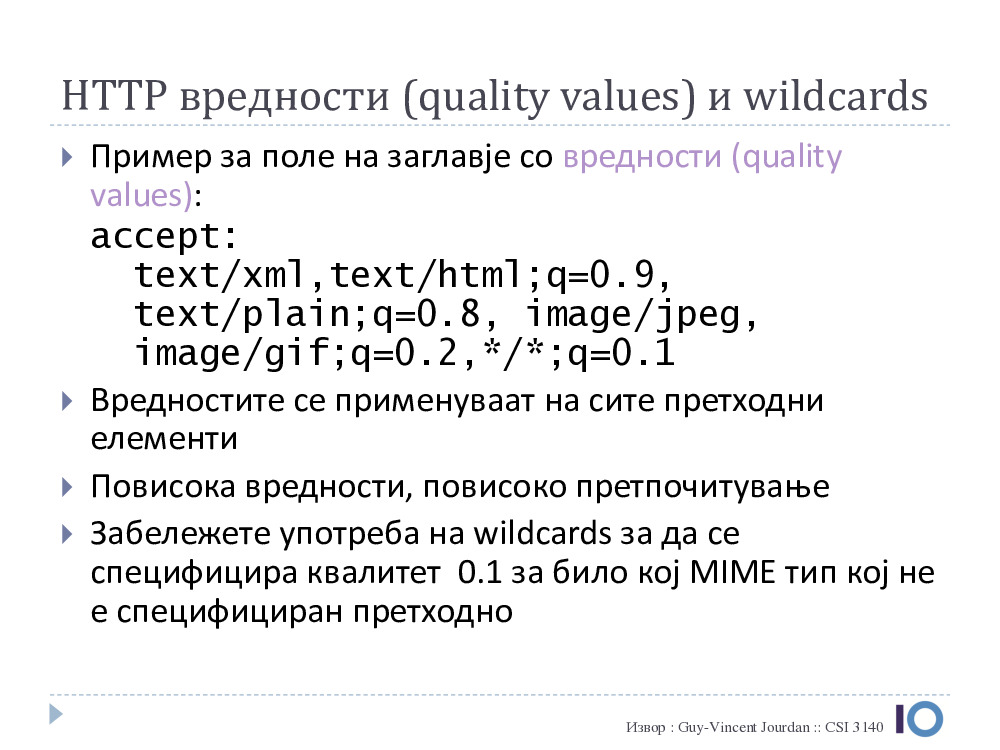 HTTP вредности (quality values) и wildcards
Пример за поле на заглавје со вредности (quality
values):
accept:
text/xml,text/html;q=0.9,
text/plain;q=0.8, image/jpeg,
image/gif;q=0.2,*/*;q=0.1
Вредностите се применуваат на сите претходни
елементи
Повисока вредности, повисоко претпочитување
Забележете употреба на wildcards за да се
специфицира квалитет  0.1 за било кој MIME тип кој не
е специфициран претходно
Извор : Guy-Vincent Jourdan :: CSI 3140